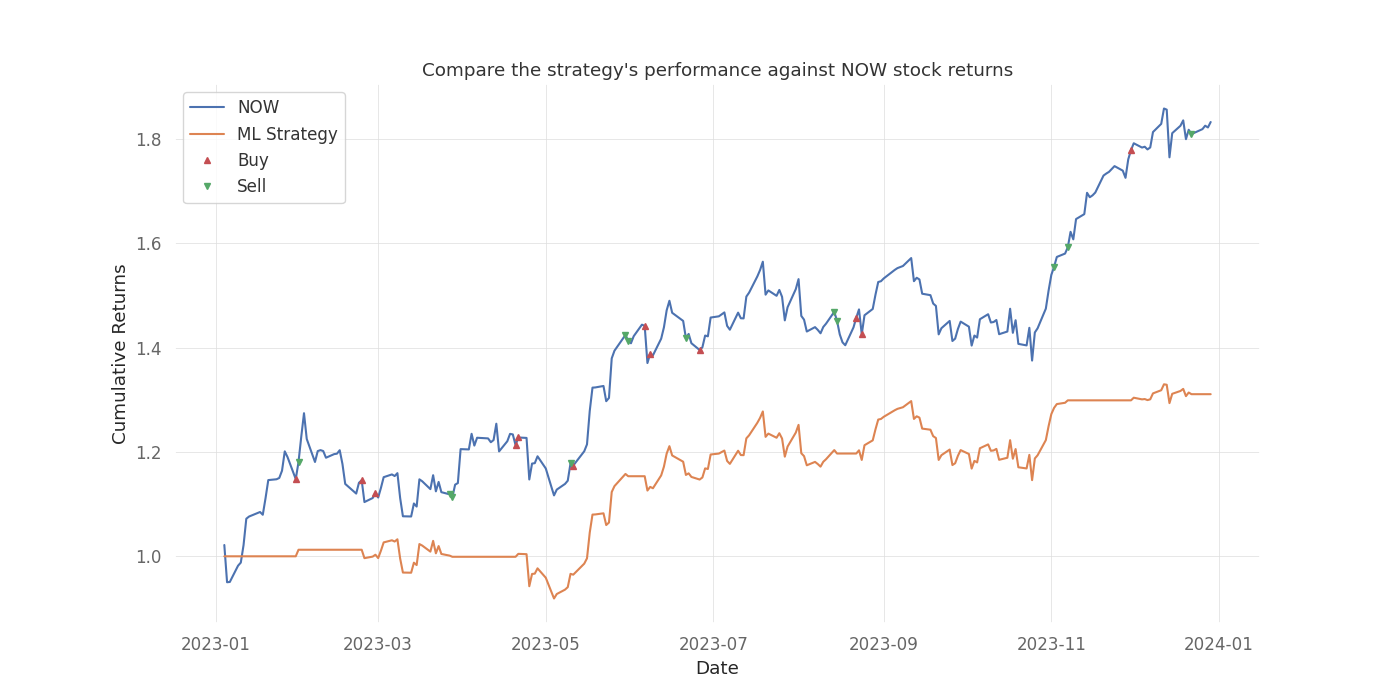 Compare the strategy's performance against NOW stock returns
NOW
ML Strategy
Buy
Sell
Cumulative Returns
1.8
1.6
1.4
1.2
1.0
2023-01
2023-03
2023-05
2023-07
2023-09
2023-11
2024-01
Date